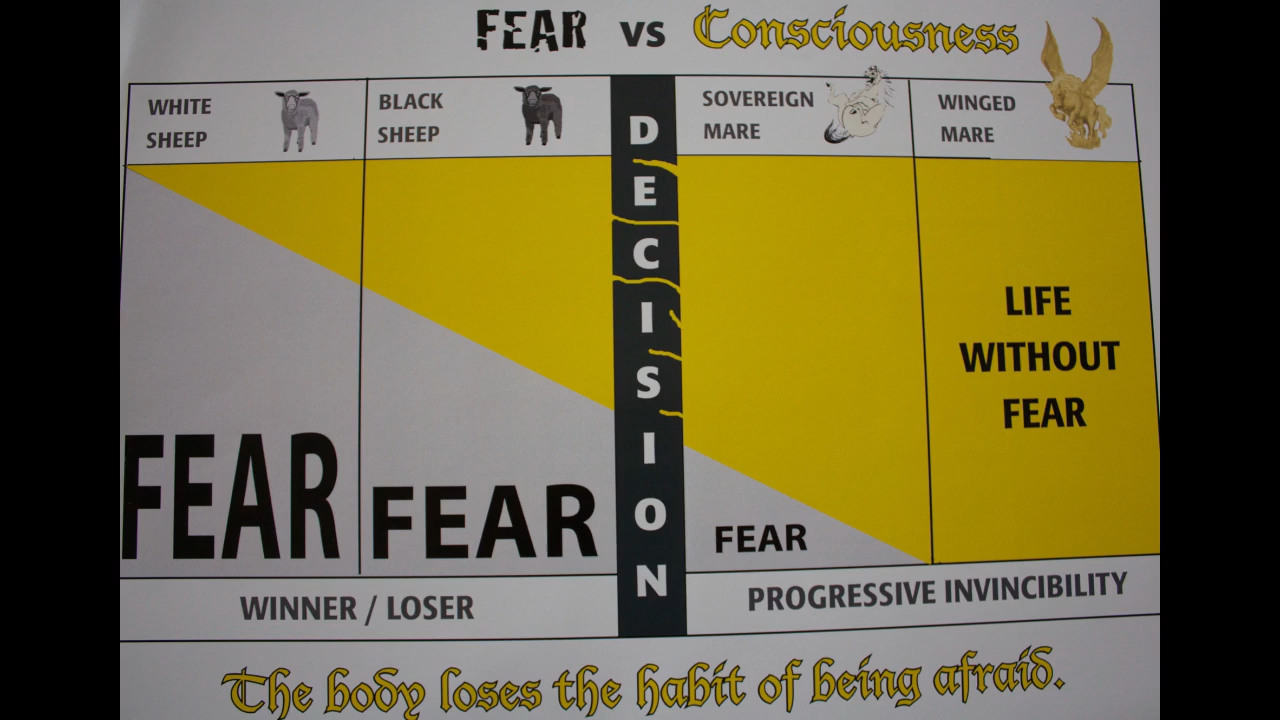 FEAR vs Consciousness
WHITE
SHEEP
BLACK
SHEEP
DECISION
SOVEREIGN
MARE
WINGED
MARE
LIFE
WITHOUT
FEAR
FEAR
FEAR
FEAR
WINNER / LOSER
PROGRESSIVE INVINCIBILITY
The body loses the habit of being afraid.